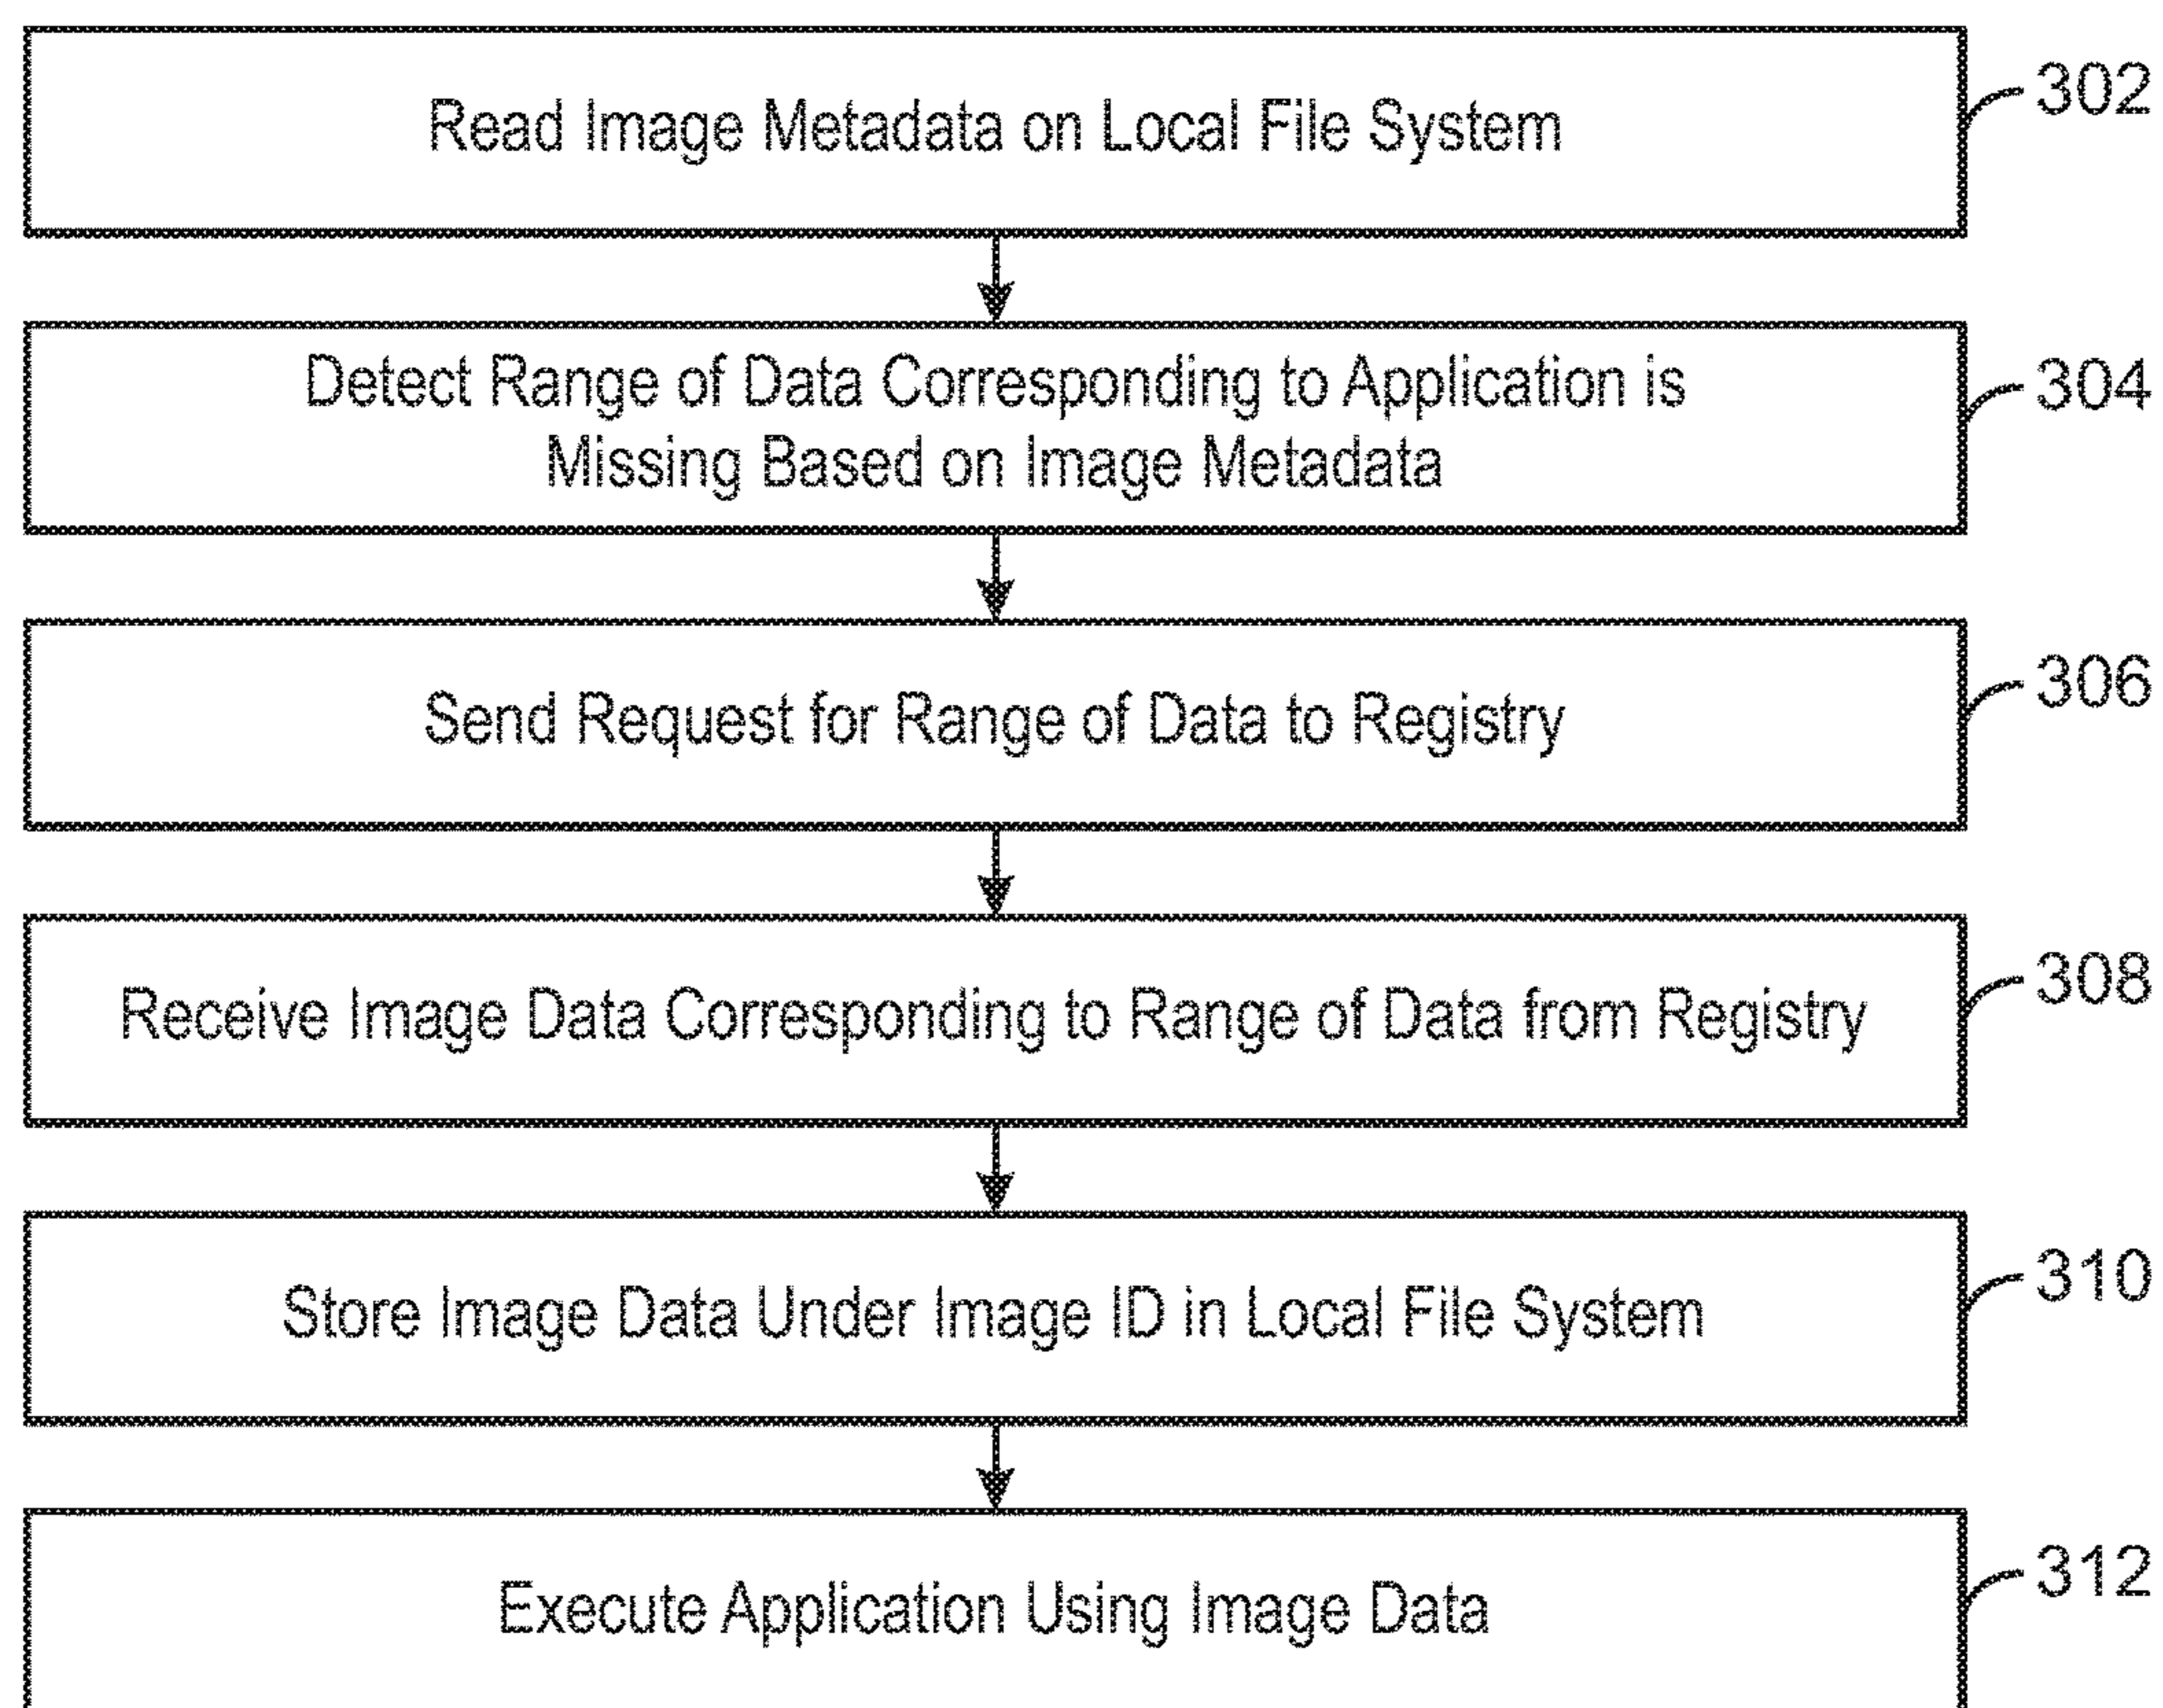 Read Image Metadata on Local File System
302
Detect Range of Data Corresponding to Application is
Missing Based on Image Metadata
304
Send Request for Range of Data to Registry
306
Receive Image Data Corresponding to Range of Data from Registry
308
Store Image Data Under Image ID in Local File System
310
Execute Application Using Image Data
312